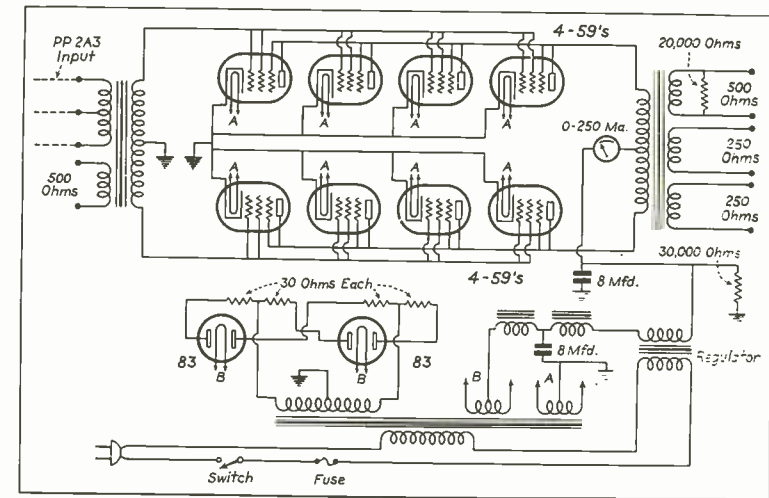 PP 2A3
Input
4-59's
20,000 Ohms
500
Ohms
0-250 Ma.
A
A
A
A
500
Ohms
250
Ohms
A
A
A
A
250
Ohms
4-59's
30,000 Ohms
30 Ohms Each
8 Mfd.
83
B
83
B
8 Mfd.
Regulator
B
A
Switch
Fuse